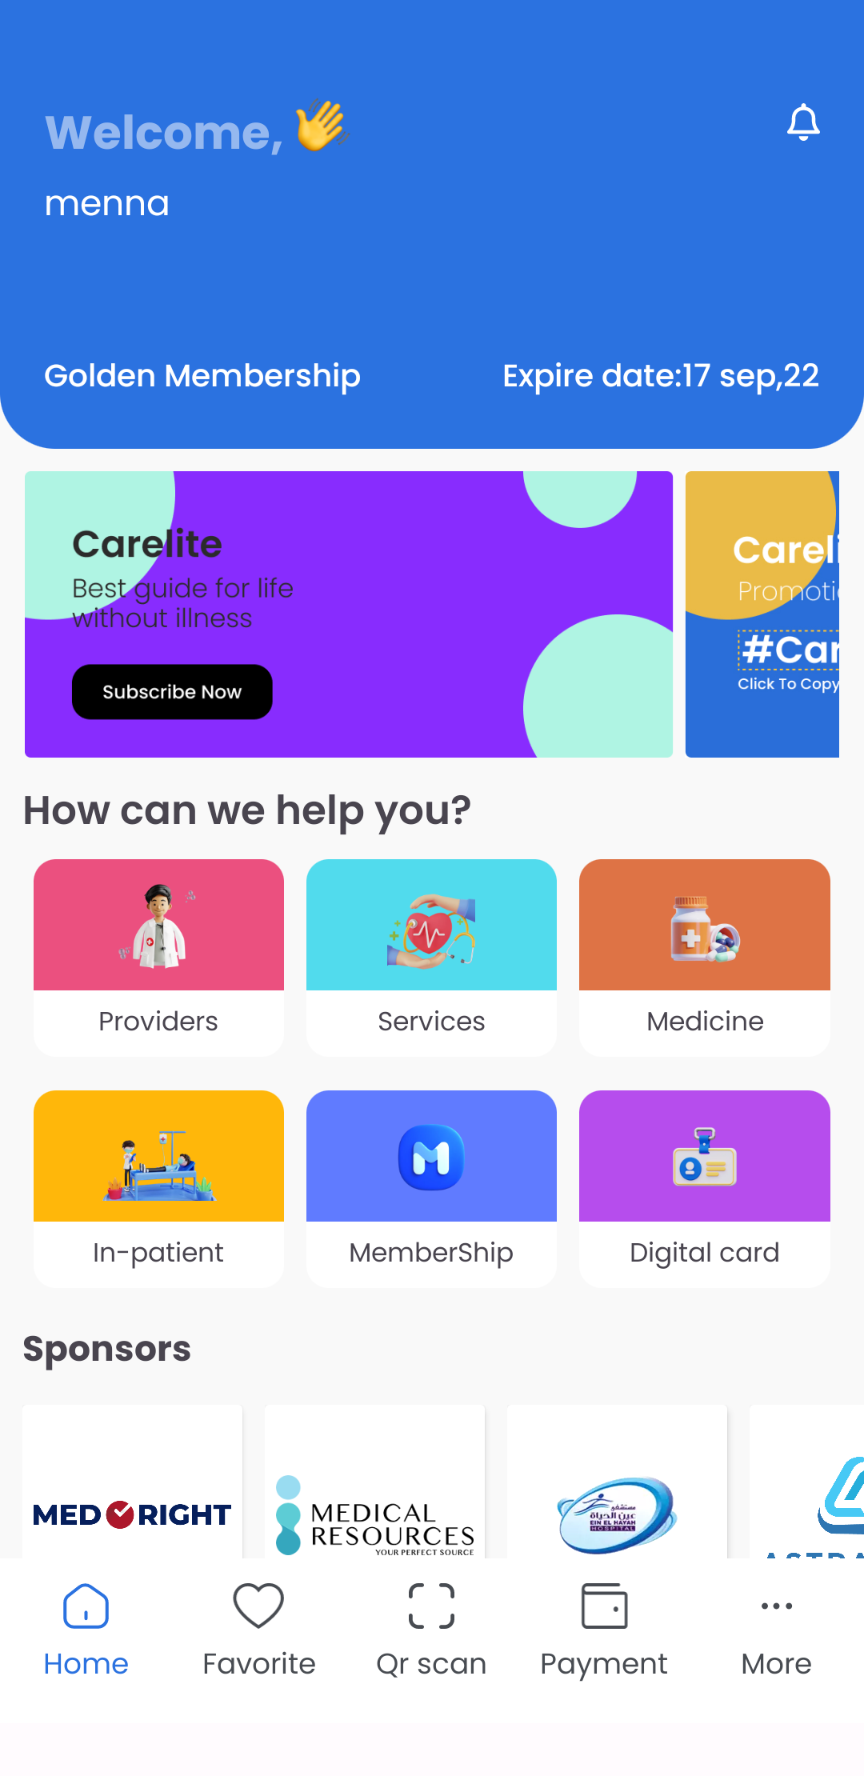 Welcome,
menna
Golden Membership
Expire date:17 sep,22
Carelite
Best guide for life
without illness
Subscribe Now
Careli
Promoti
#Car
Click To Copy
How can we help you?
Providers
Services
Medicine
In-patient
MemberShip
Digital card
Sponsors
MED RIGHT
MEDICAL
RESOURCES
YOUR PERFECT SOURCE
مستشفى
عين الحياة
EIN EL HAYAH
HOSPITAL
Home
Favorite
Qr scan
Payment
More